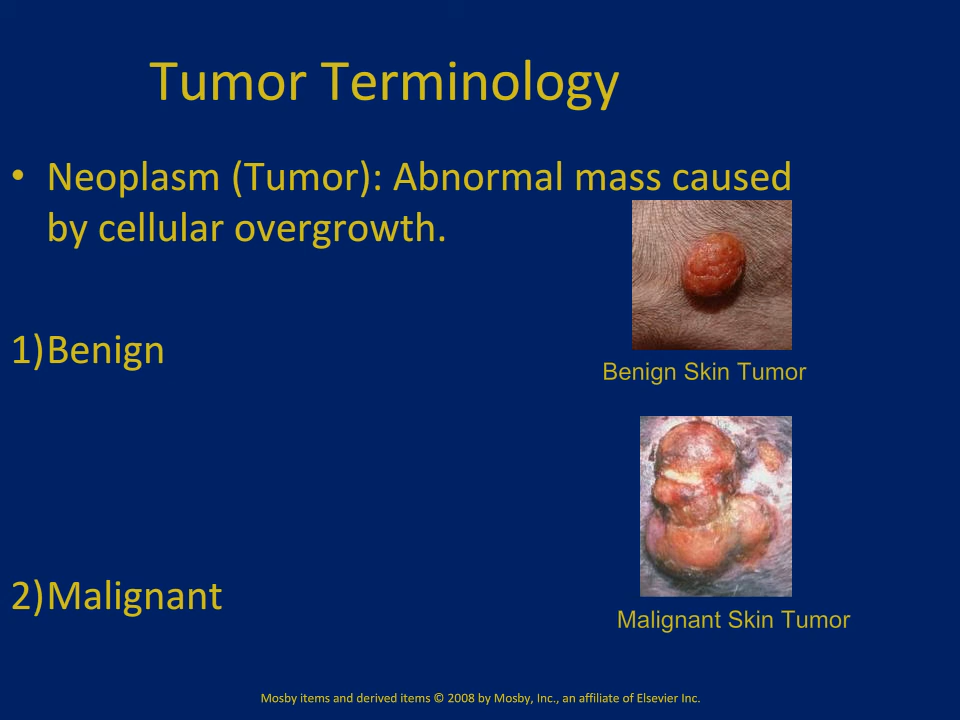 Tumor Terminology
• Neoplasm (Tumor): Abnormal mass caused
by cellular overgrowth.
1)Benign
Benign Skin Tumor
2)Malignant
Malignant Skin Tumor
Mosby items and derived items © 2008 by Mosby, Inc., an affiliate of Elsevier Inc.